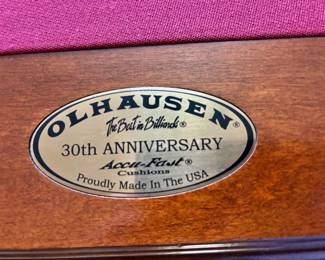 OLHAUSEN®
The Best in Billiards®
30th ANNIVERSARY
Accu-Fast®
Cushions
Proudly Made In The USA